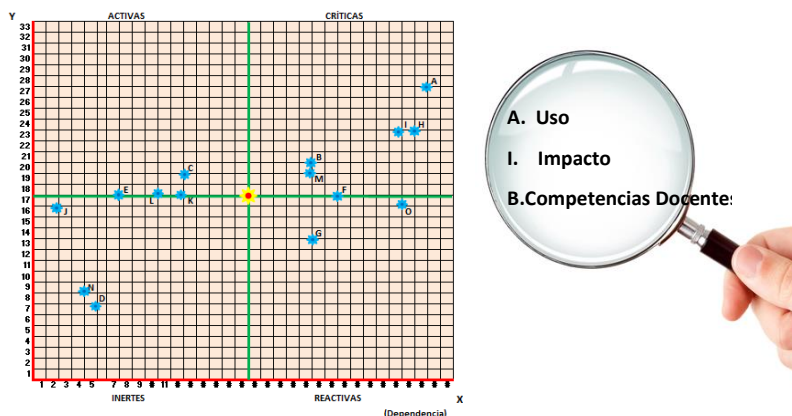 Y
ACTIVAS
CRÍTICAS
33
32
31
30
29
28
27
26
25
24
23
22
21
20
19
18
17
16
15
14
13
12
11
10
9
8
7
6
5
4
3
2
1
A
I
H
B
M
C
E
L
K
F
J
O
G
N
D
1 2 3 4 5 7 8 9 # 11 # # # # # # # # # # # # # # # # # # # # # # #
X
INERTES
REACTIVAS
(Dependencia)
A. Uso
I. Impacto
B.Competencias Docentes